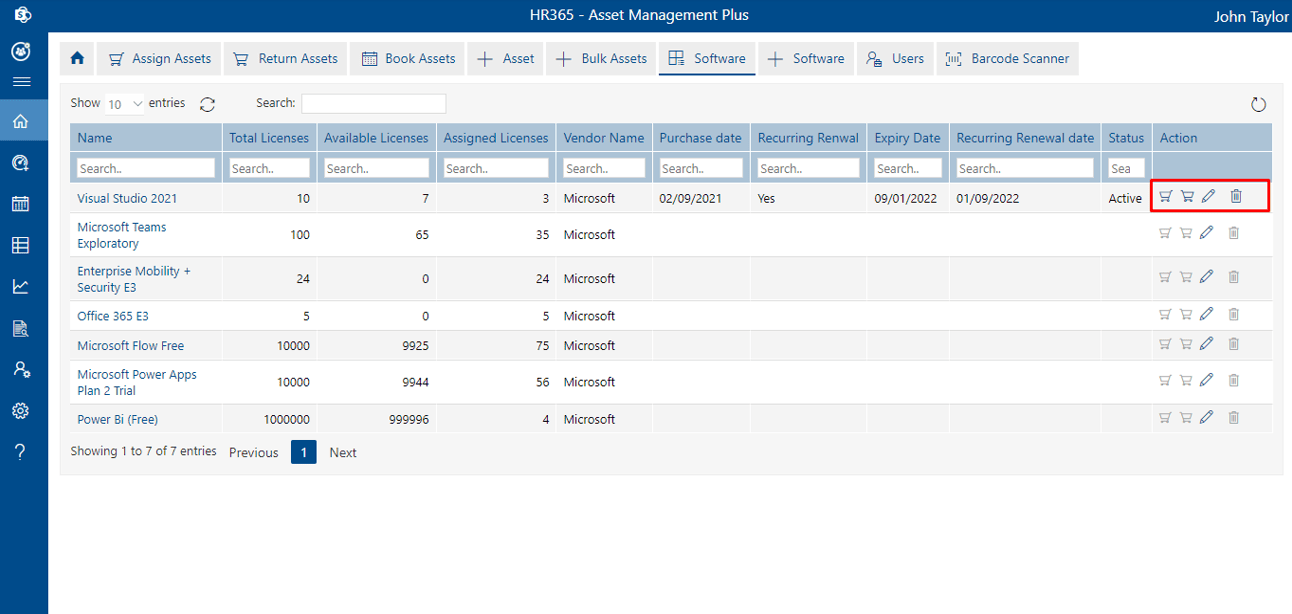 HR365 - Asset Management Plus
John Taylor
Assign Assets Return Assets Book Assets Asset Bulk Assets Software Software Users Barcode Scanner
Show 10 entries Search:
Name Total Licenses Available Licenses Assigned Licenses Vendor Name Purchase date Recurring Renwal Expiry Date Recurring Renewal date Status Action
Search.. Search.. Search.. Search.. Search.. Search.. Search.. Search.. Search.. Sea
Visual Studio 2021 10 7 3 Microsoft 02/09/2021 Yes 09/01/2022 01/09/2022 Active
Microsoft Teams
Exploratory 100 65 35 Microsoft
Enterprise Mobility +
Security E3 24 0 24 Microsoft
Office 365 E3 5 0 5 Microsoft
Microsoft Flow Free 10000 9925 75 Microsoft
Microsoft Power Apps
Plan 2 Trial 10000 9944 56 Microsoft
Power Bi (Free) 1000000 999996 4 Microsoft
Showing 1 to 7 of 7 entries Previous 1 Next